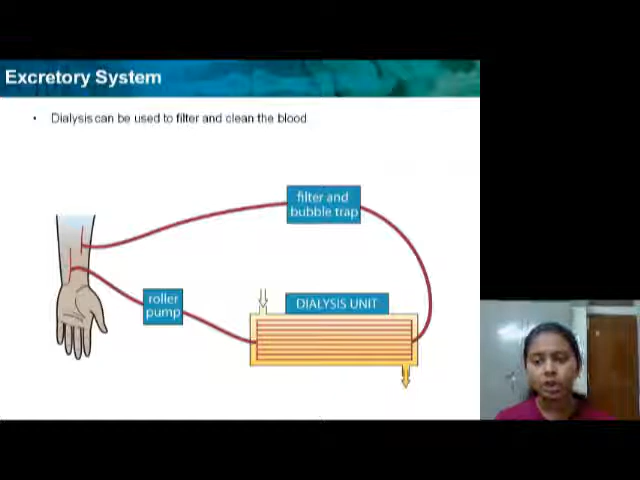 Excretory System
• Dialysis can be used to filter and clean the blood
filter and
bubble trap
roller
pump
DIALYSIS UNIT